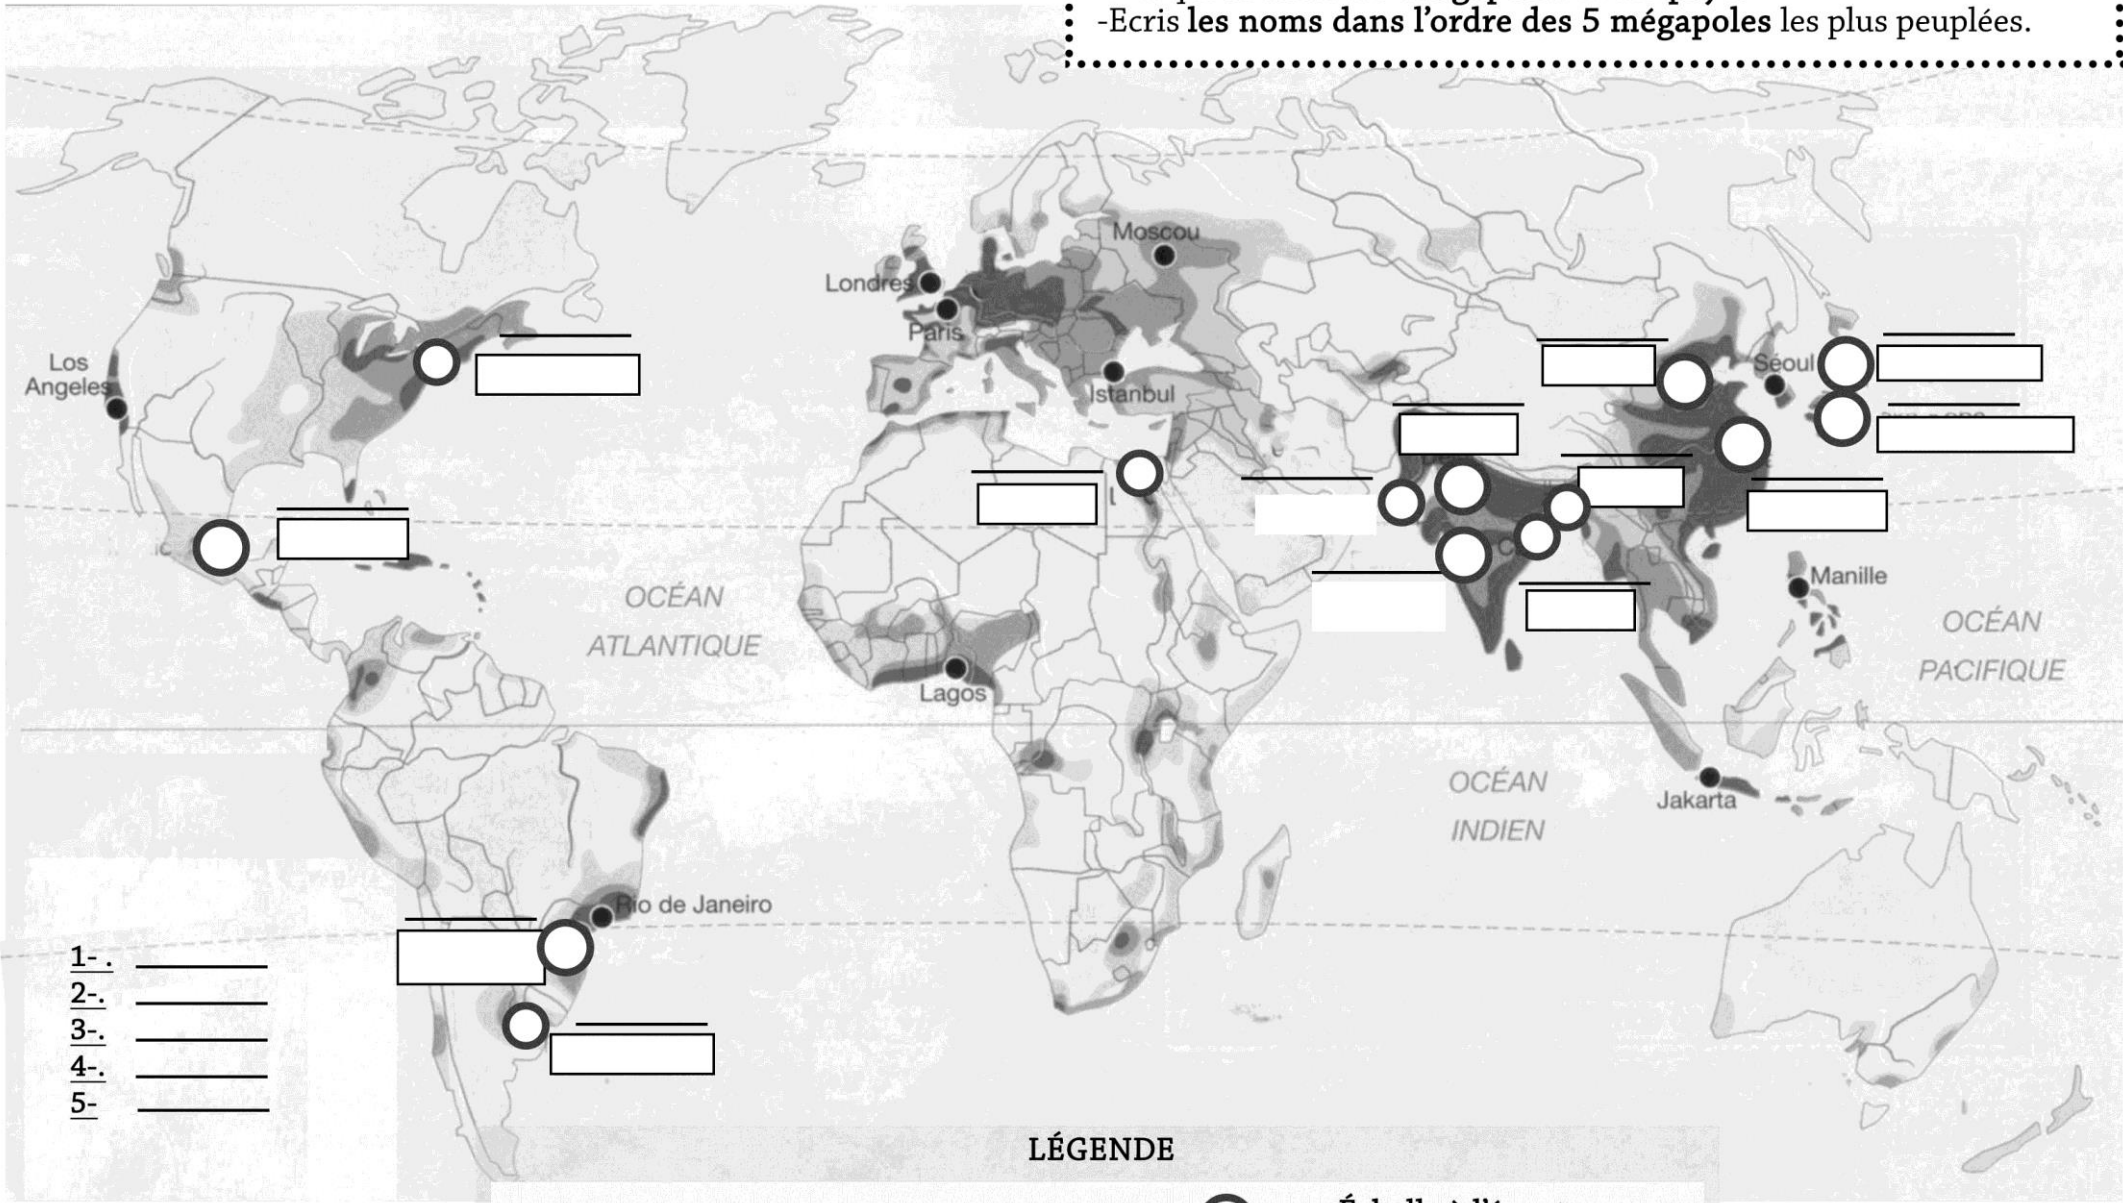 -Ecris les noms dans l'ordre des 5 mégapoles les plus peuplées.
Moscou
Londres
Paris
Los
Angeles
Istanbul
Séoul
OCÉAN
ATLANTIQUE
Manille
OCÉAN
PACIFIQUE
Lagos
OCÉAN
INDIEN
Jakarta
Rio de Janeiro
1- .
2-.
3-.
4-.
5-
LÉGENDE